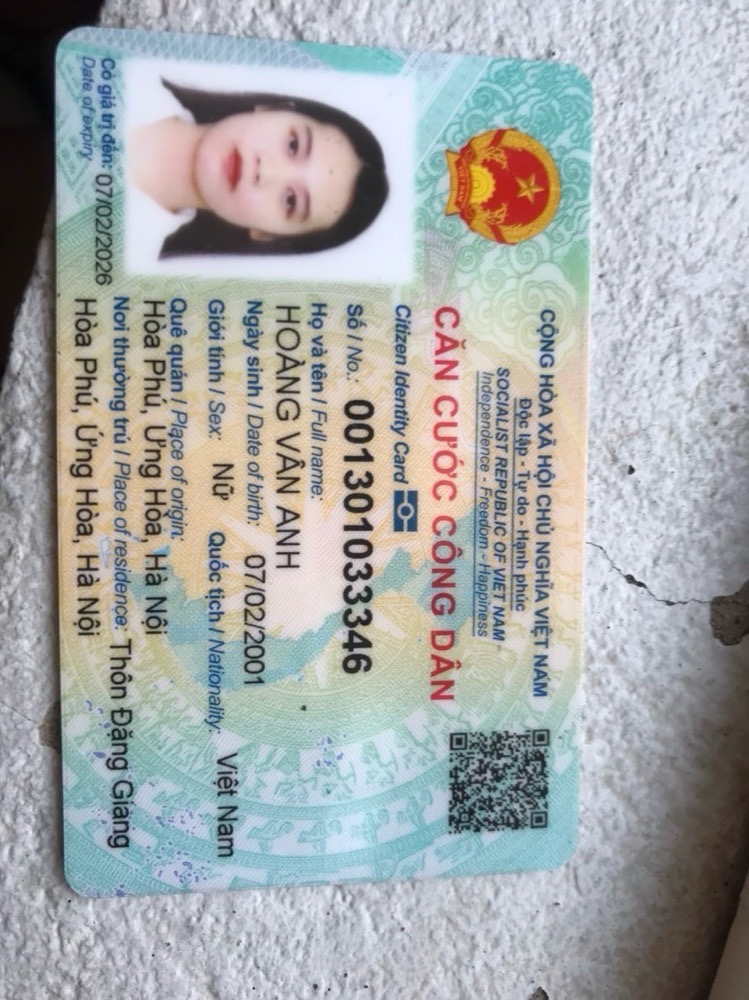 CỘNG HÒA XÃ HỘI CHỦ NGHĨA VIỆT NAM
Độc lập - Tự do - Hạnh phúc
SOCIALIST REPUBLIC OF VIET NAM
Independence - Freedom - Happiness
CĂN CƯỚC CÔNG DÂN
Citizen Identity Card
Số / No.: 001301033346
Họ và tên / Full name:
HOÀNG VÂN ANH
Ngày sinh / Date of birth: 07/02/2001
Giới tính / Sex: Nữ Quốc tịch / Nationality: Việt Nam
Quê quán / Place of origin:
Hòa Phú, Ứng Hòa, Hà Nội
Nơi thường trú / Place of residence: Thôn Đặng Giang
Hòa Phú, Ứng Hòa, Hà Nội
Có giá trị đến: 07/02/2026
Date of expiry